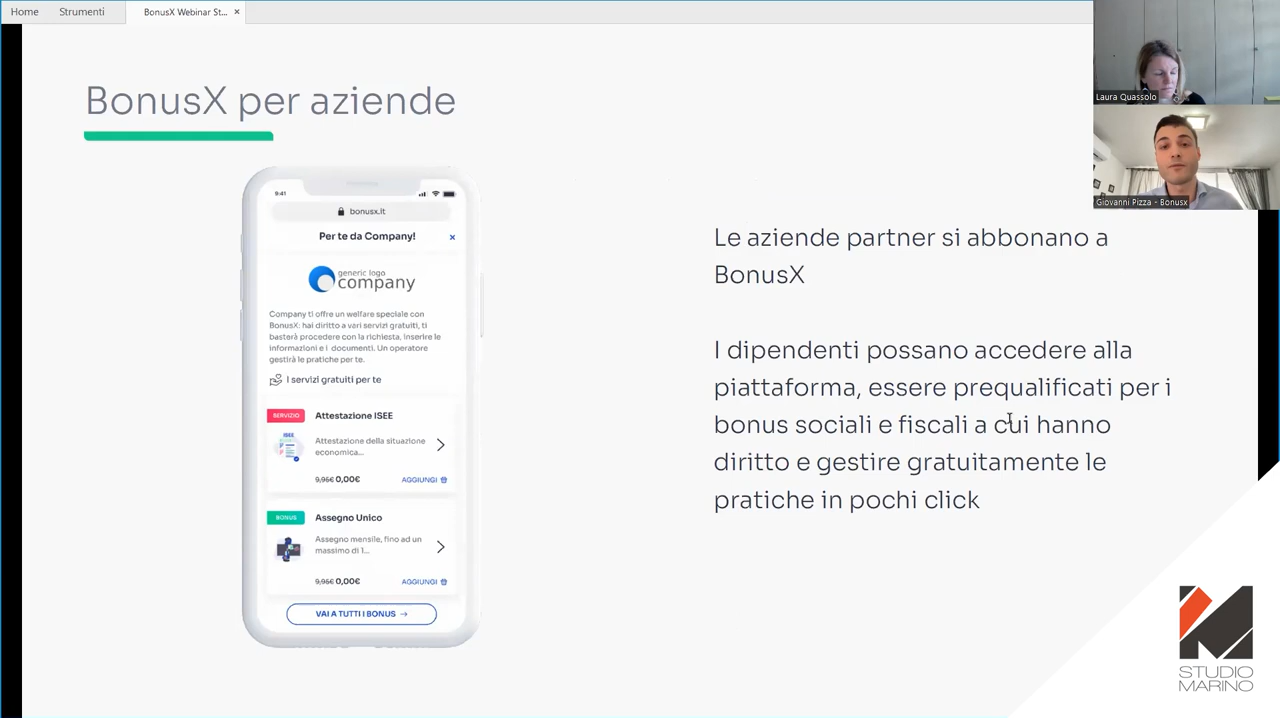 Home
Strumenti
BonusX Webinar St...
×
Laura Quassolo
Giovanni Pizza - Bonusx
BonusX per aziende
9:41
bonusx.it
Per te da Company!
×
generic logo
company
Company ti offre un welfare speciale con
BonusX: hai diritto a vari servizi gratuiti, ti
basterà procedere con la richiesta, inserire le
informazioni e i documenti. Un operatore
gestirà le pratiche per te.
I servizi gratuiti per te
SERVIZIO
Attestazione ISEE
ISEE
Attestazione della situazione
economica...
9,96€ 0,00€
AGGIUNGI
BONUS
Assegno Unico
Assegno mensile, fino ad un
massimo di 1...
9,96€ 0,00€
AGGIUNGI
VAI A TUTTI I BONUS →
Le aziende partner si abbonano a
BonusX
I dipendenti possano accedere alla
piattaforma, essere prequalificati per i
bonus sociali e fiscali a cui hanno
diritto e gestire gratuitamente le
pratiche in pochi click
STUDIO
MARINO